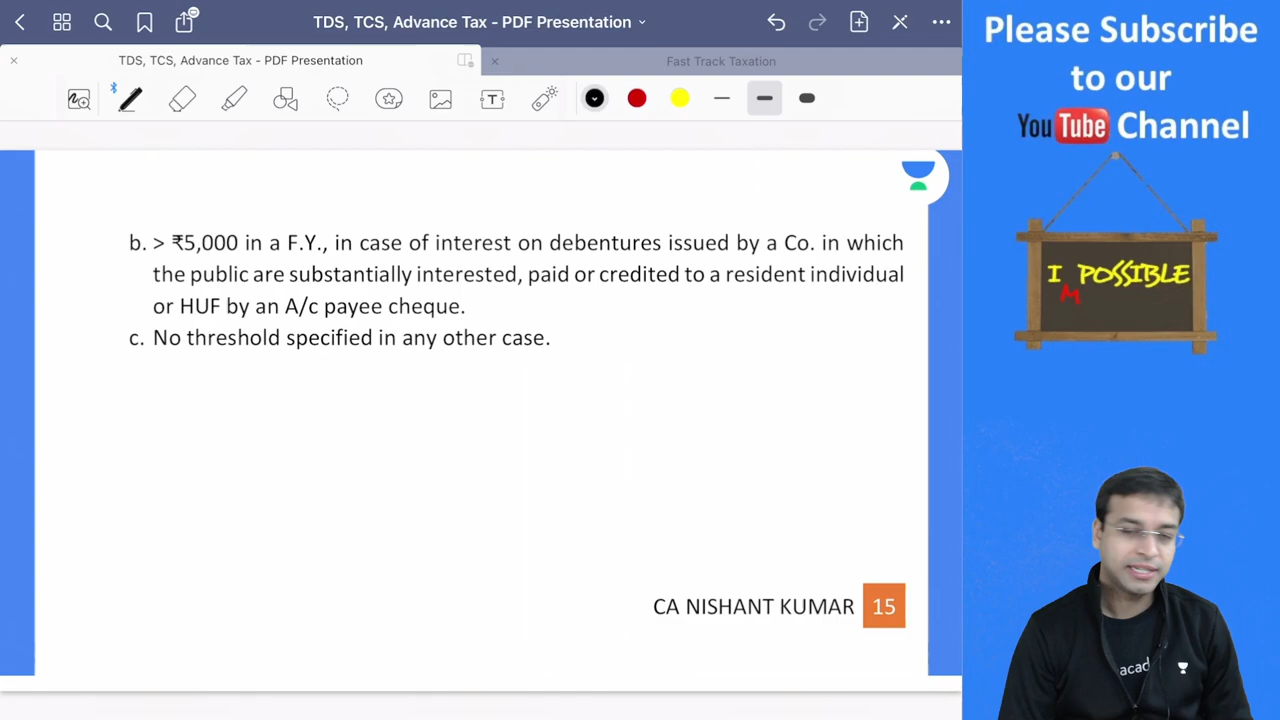 TDS, TCS, Advance Tax - PDF Presentation
TDS, TCS, Advance Tax - PDF Presentation
Fast Track Taxation
T
b. > ₹5,000 in a F.Y., in case of interest on debentures issued by a Co. in which
the public are substantially interested, paid or credited to a resident individual
or HUF by an A/c payee cheque.
c. No threshold specified in any other case.
CA NISHANT KUMAR 15
Please Subscribe
to our
YouTube Channel
I POSSIBLE
M
acad